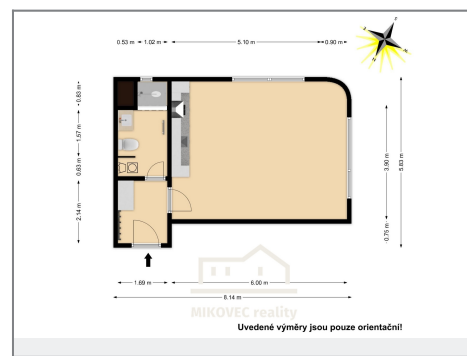 0.53 m
1.02 m
5.10 m
0.90 m
0.83 m
1.57 m
0.63 m
2.14 m
3.90 m
5.63 m
0.75 m
1.69 m
6.00 m
8.14 m
MIKOVEC reality
Uvedené výměry jsou pouze orientační!